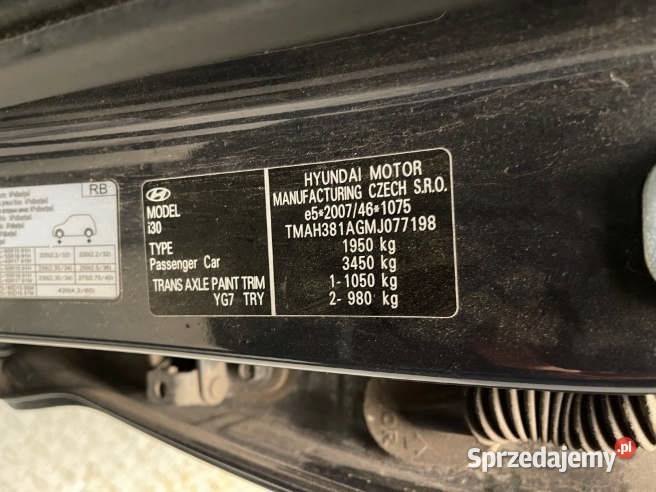 RB
MODEL
i30
TYPE
Passenger Car
TRANS AXLE PAINT TRIM
YG7 TRY
HYUNDAI MOTOR
MANUFACTURING CZECH S.R.O.
e5*2007/46*1075
TMAH381AGMJ077198
1950 kg
3450 kg
1- 1050 kg
2- 980 kg
Sprzedajemy.pl